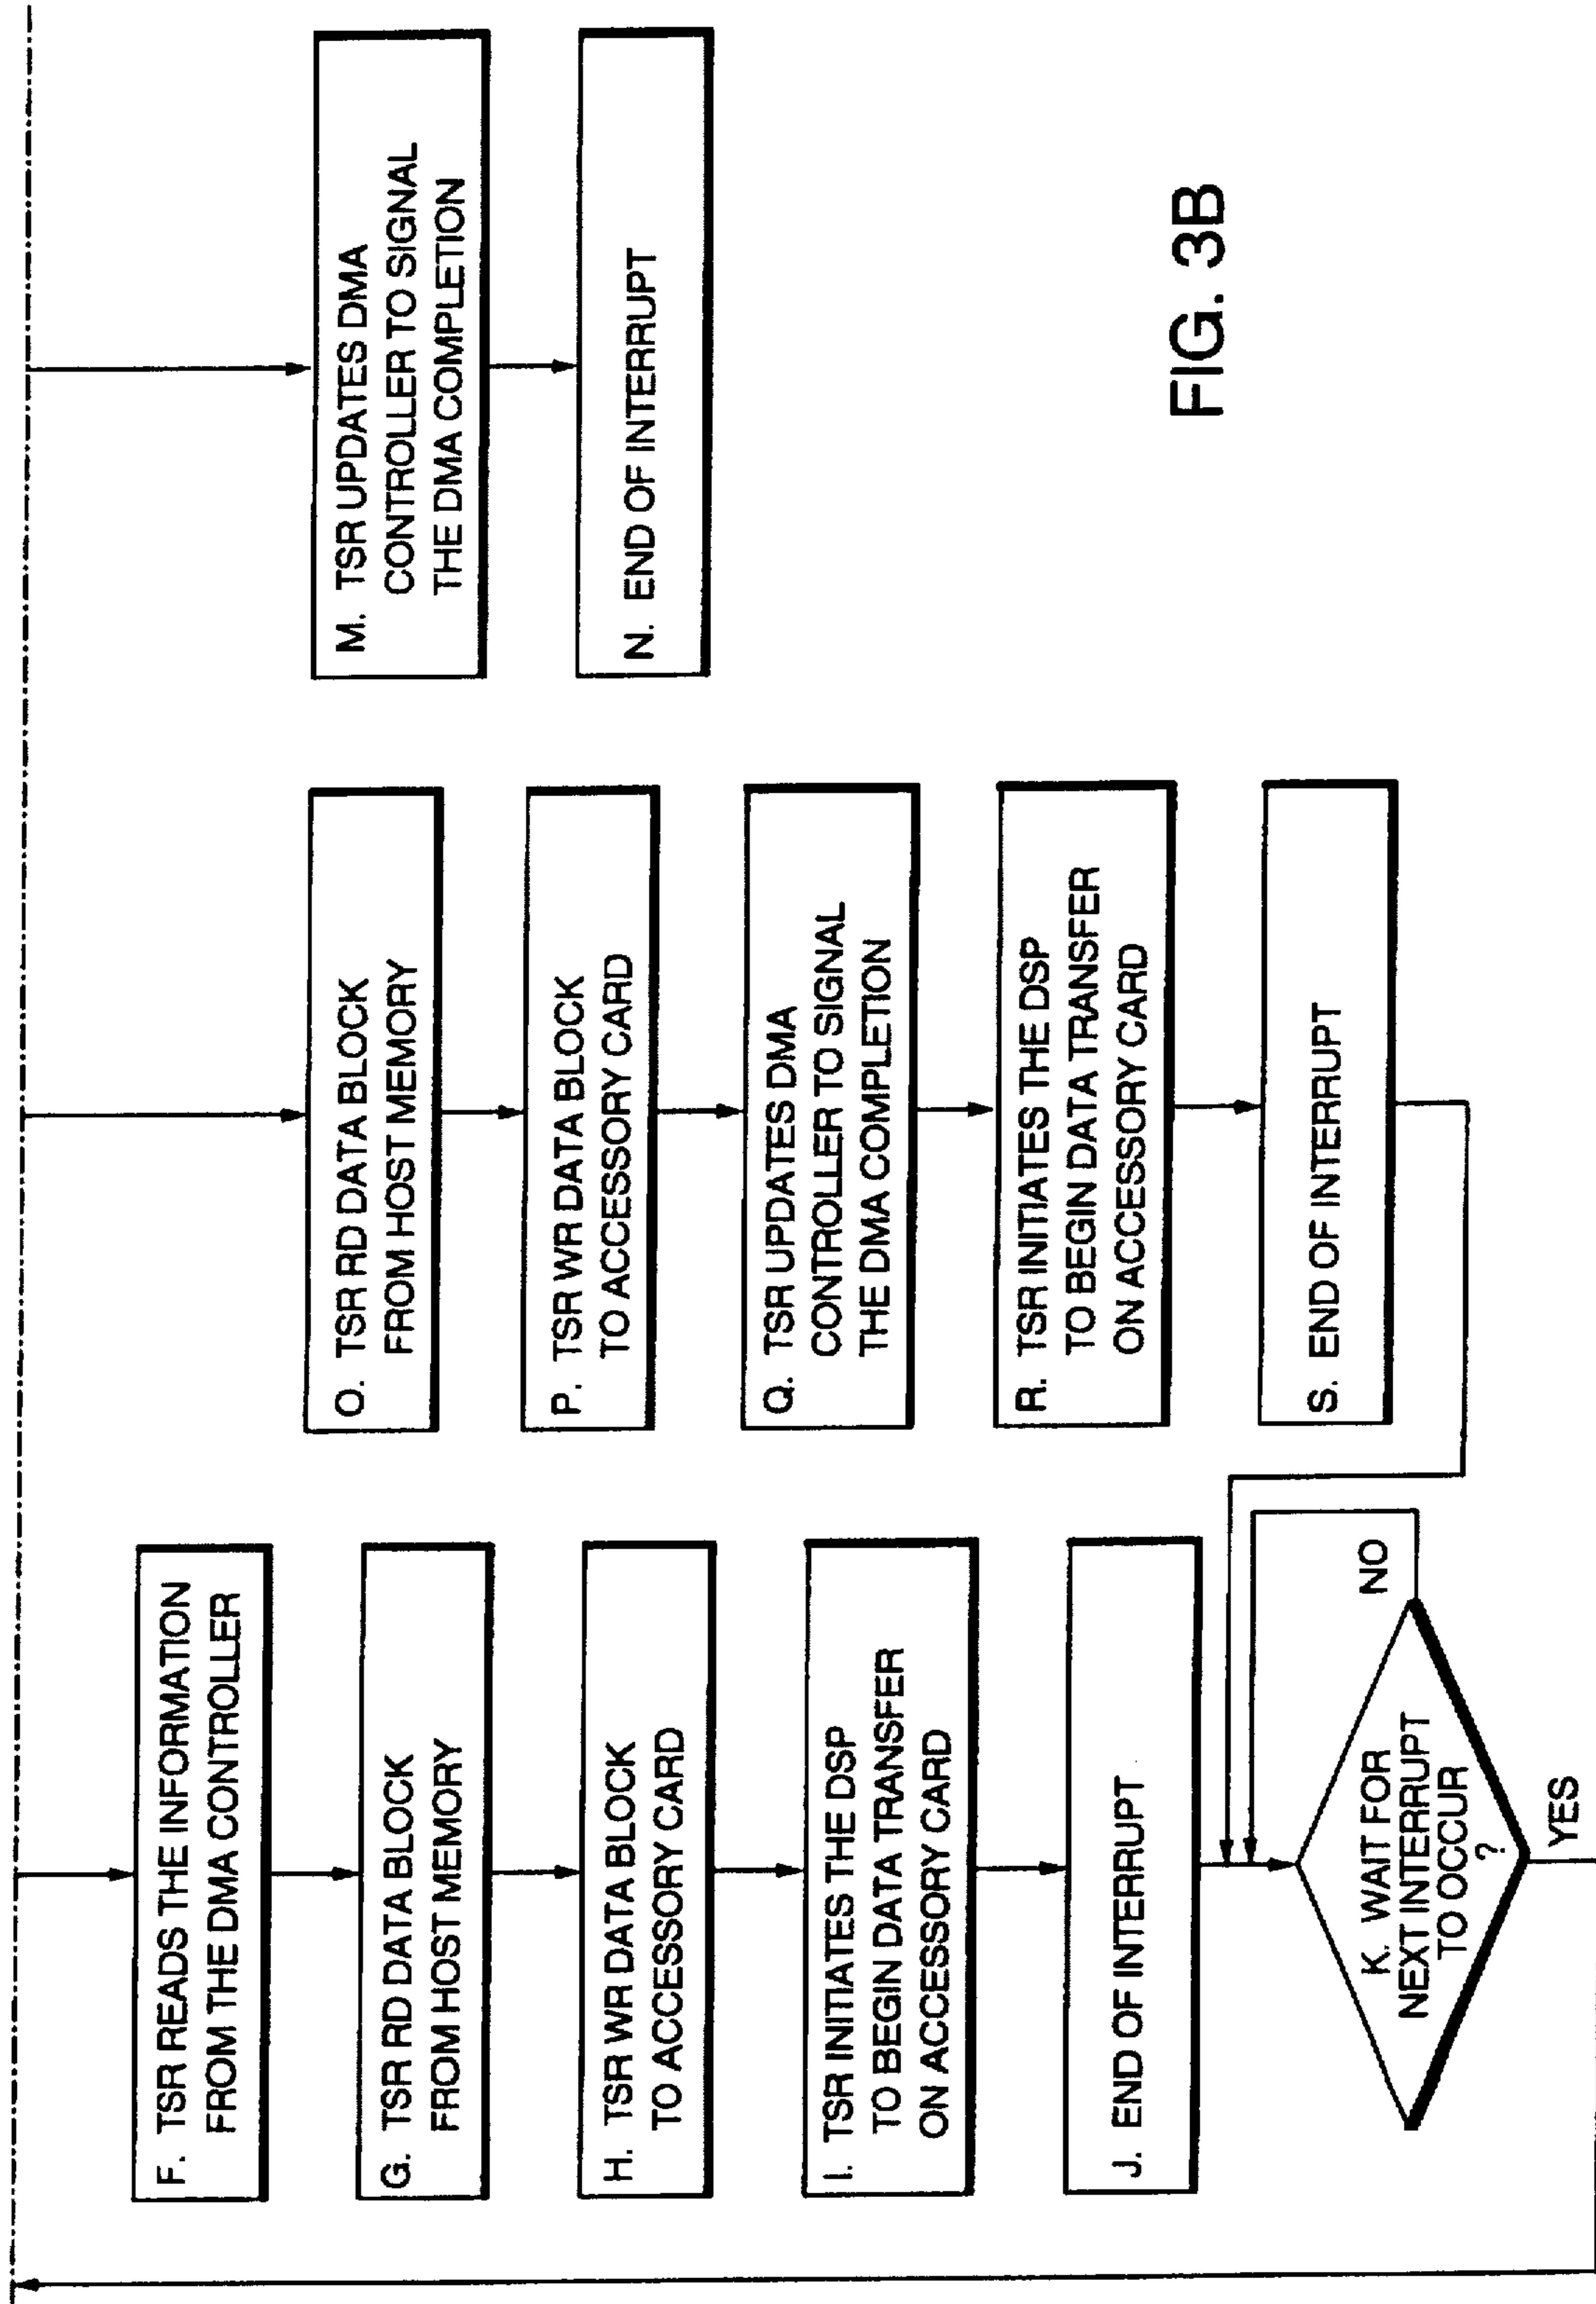 F. TSR READS THE INFORMATION
FROM THE DMA CONTROLLER
G. TSR RD DATA BLOCK
FROM HOST MEMORY
H. TSR WR DATA BLOCK
TO ACCESSORY CARD
I. TSR INITIATES THE DSP
TO BEGIN DATA TRANSFER
ON ACCESSORY CARD
J. END OF INTERRUPT
K. WAIT FOR
NEXT INTERRUPT
TO OCCUR
?
NO
YES
O. TSR RD DATA BLOCK
FROM HOST MEMORY
P. TSR WR DATA BLOCK
TO ACCESSORY CARD
Q. TSR UPDATES DMA
CONTROLLER TO SIGNAL
THE DMA COMPLETION
R. TSR INITIATES THE DSP
TO BEGIN DATA TRANSFER
ON ACCESSORY CARD
S. END OF INTERRUPT
M. TSR UPDATES DMA
CONTROLLER TO SIGNAL
THE DMA COMPLETION
N. END OF INTERRUPT
FIG. 3B